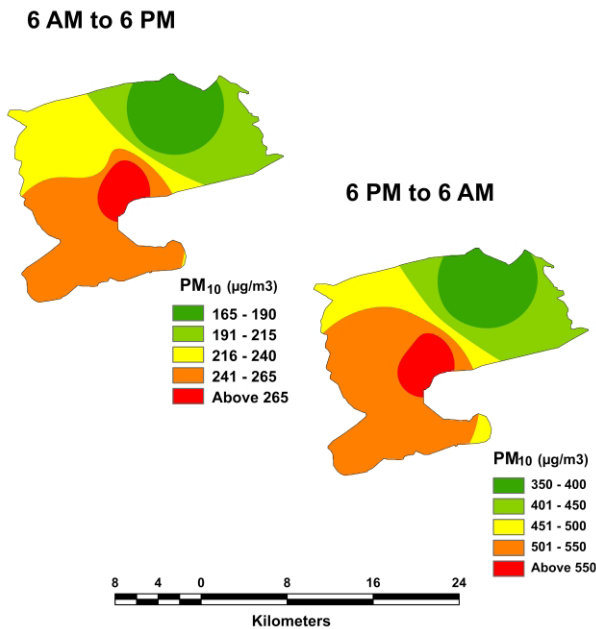 6 AM to 6 PM
6 PM to 6 AM
PM₁₀ (µg/m3)
165 - 190
191 - 215
216 - 240
241 - 265
Above 265
PM₁₀ (µg/m3)
350 - 400
401 - 450
451 - 500
501 - 550
Above 550
8 4 0 8 16 24
Kilometers